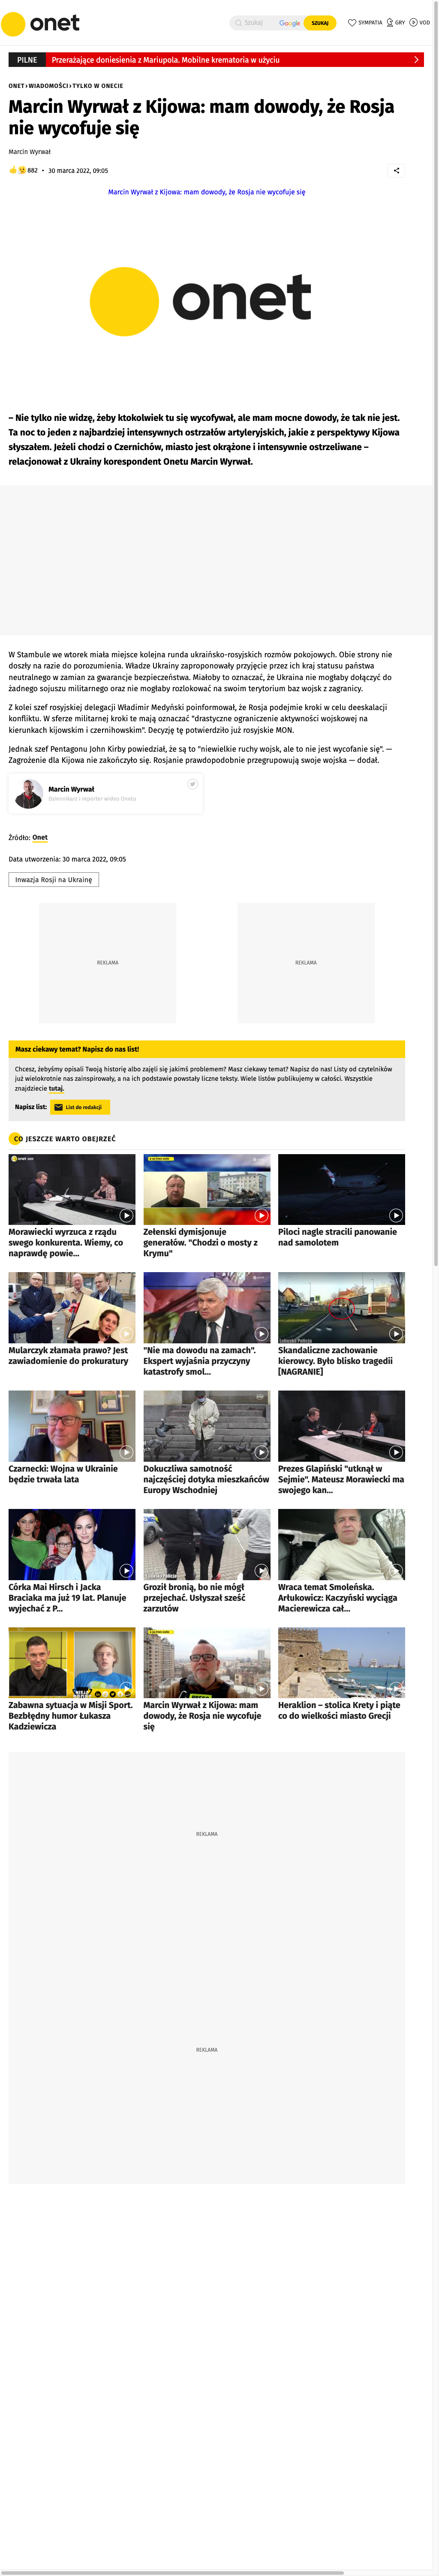 onet
Szukaj
Google
SZUKAJ
SYMPATIA
GRY
VOD
PILNE
Przerażające doniesienia z Mariupola. Mobilne krematoria w użyciu
ONET › WIADOMOŚCI › TYLKO W ONECIE
Marcin Wyrwał z Kijowa: mam dowody, że Rosja
nie wycofuje się
Marcin Wyrwał
882 • 30 marca 2022, 09:05
Marcin Wyrwał z Kijowa: mam dowody, że Rosja nie wycofuje się
onet
– Nie tylko nie widzę, żeby ktokolwiek tu się wycofywał, ale mam mocne dowody, że tak nie jest.
Ta noc to jeden z najbardziej intensywnych ostrzałów artyleryjskich, jakie z perspektywy Kijowa
słyszałem. Jeżeli chodzi o Czernichów, miasto jest okrążone i intensywnie ostrzeliwane –
relacjonował z Ukrainy korespondent Onetu Marcin Wyrwał.
W Stambule we wtorek miała miejsce kolejna runda ukraińsko-rosyjskich rozmów pokojowych. Obie strony nie
doszły na razie do porozumienia. Władze Ukrainy zaproponowały przyjęcie przez ich kraj statusu państwa
neutralnego w zamian za gwarancje bezpieczeństwa. Miałoby to oznaczać, że Ukraina nie mogłaby dołączyć do
żadnego sojuszu militarnego oraz nie mogłaby rozlokować na swoim terytorium baz wojsk z zagranicy.
Z kolei szef rosyjskiej delegacji Władimir Medyński poinformował, że Rosja podejmie kroki w celu deeskalacji
konfliktu. W sferze militarnej kroki te mają oznaczać "drastyczne ograniczenie aktywności wojskowej na
kierunkach kijowskim i czernihowskim". Decyzję tę potwierdziło już rosyjskie MON.
Jednak szef Pentagonu John Kirby powiedział, że są to "niewielkie ruchy wojsk, ale to nie jest wycofanie się". —
Zagrożenie dla Kijowa nie zakończyło się. Rosjanie prawdopodobnie przegrupowują swoje wojska — dodał.
Marcin Wyrwał
Dziennikarz i reporter wideo Onetu
Źródło: Onet
Data utworzenia: 30 marca 2022, 09:05
Inwazja Rosji na Ukrainę
REKLAMA
REKLAMA
Masz ciekawy temat? Napisz do nas list!
Chcesz, żebyśmy opisali Twoją historię albo zajęli się jakimś problemem? Masz ciekawy temat? Napisz do nas! Listy od czytelników
już wielokrotnie nas zainspirowały, a na ich podstawie powstały liczne teksty. Wiele listów publikujemy w całości. Wszystkie
znajdziecie tutaj.
Napisz list:
List do redakcji
CO JESZCZE WARTO OBEJRZEĆ
Morawiecki wyrzuca z rządu
swego konkurenta. Wiemy, co
naprawdę powie...
Zełenski dymisjonuje
generałów. "Chodzi o mosty z
Krymu"
Piloci nagle stracili panowanie
nad samolotem
Mularczyk złamała prawo? Jest
zawiadomienie do prokuratury
"Nie ma dowodu na zamach".
Ekspert wyjaśnia przyczyny
katastrofy smol...
Skandaliczne zachowanie
kierowcy. Było blisko tragedii
[NAGRANIE]
Czarnecki: Wojna w Ukrainie
będzie trwała lata
Dokuczliwa samotność
najczęściej dotyka mieszkańców
Europy Wschodniej
Prezes Glapiński "utknął w
Sejmie". Mateusz Morawiecki ma
swojego kan...
Córka Mai Hirsch i Jacka
Braciaka ma już 19 lat. Planuje
wyjechać z P...
Groził bronią, bo nie mógł
przejechać. Usłyszał sześć
zarzutów
Wraca temat Smoleńska.
Arłukowicz: Kaczyński wyciąga
Macierewicza cał...
Zabawna sytuacja w Misji Sport.
Bezbłędny humor Łukasza
Kadziewicza
Marcin Wyrwał z Kijowa: mam
dowody, że Rosja nie wycofuje
się
Heraklion – stolica Krety i piąte
co do wielkości miasto Grecji
REKLAMA
REKLAMA